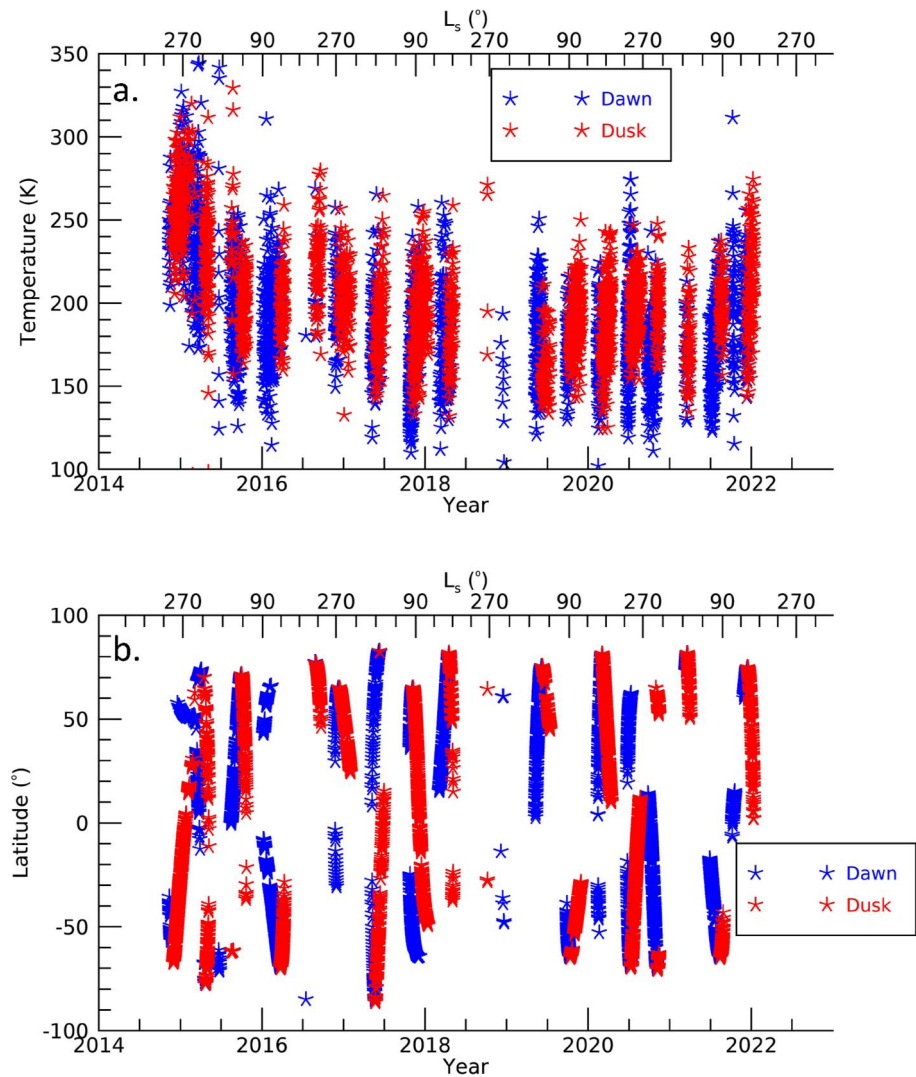 Ls (°)
270 90 270 90 270 90 270 90 270
a.
350
300
250
200
150
100
Temperature (K)
Dawn
Dusk
2014 2016 2018 2020 2022
Year
Ls (°)
270 90 270 90 270 90 270 90 270
b.
100
50
0
-50
-100
Latitude (°)
Dawn
Dusk
2014 2016 2018 2020 2022
Year